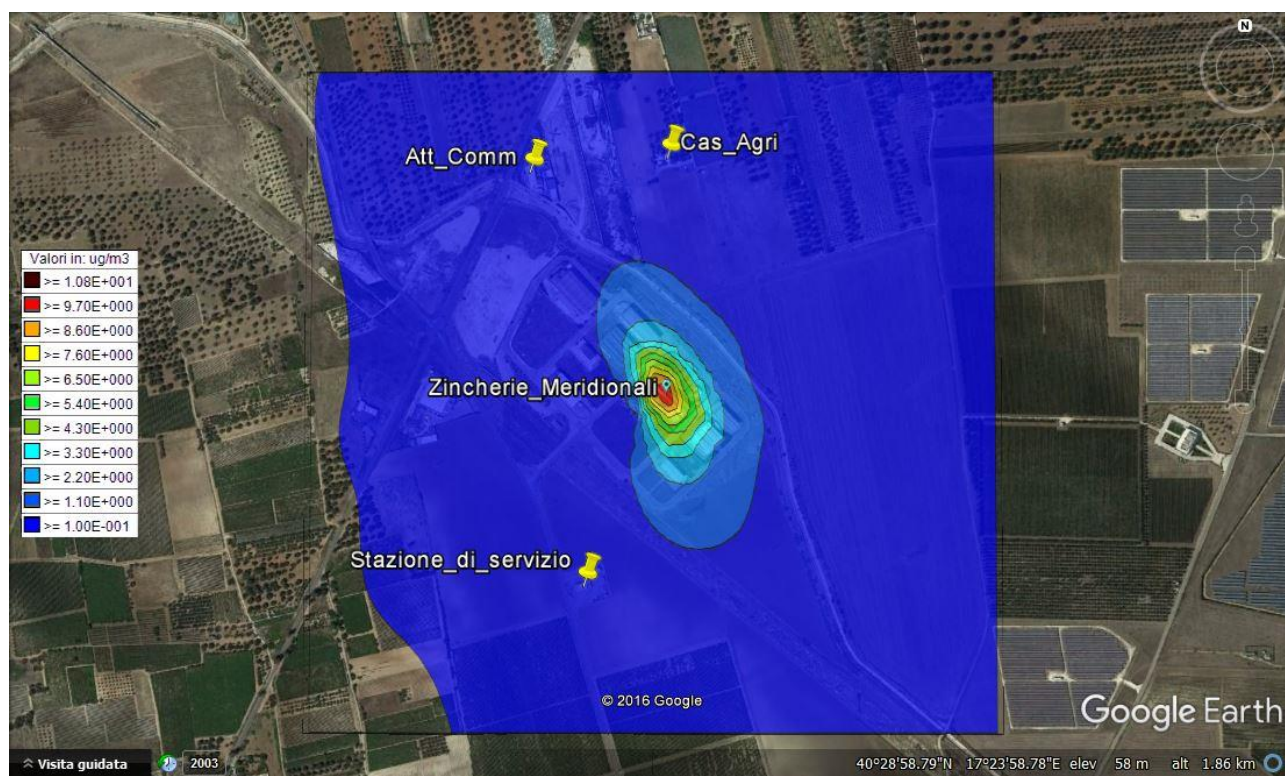 N
Att_Comm
Cas_Agri
Valori in: ug/m3
>= 1.08E+001
>= 9.70E+000
>= 8.60E+000
>= 7.60E+000
>= 6.50E+000
>= 5.40E+000
>= 4.30E+000
>= 3.30E+000
>= 2.20E+000
>= 1.10E+000
>= 1.00E-001
Zincherie_Meridionali
Stazione_di_servizio
© 2016 Google
Google Earth
Visita guidata
2003
40°28'58.79"N 17°23'58.78"E elev 58 m alt 1.86 km